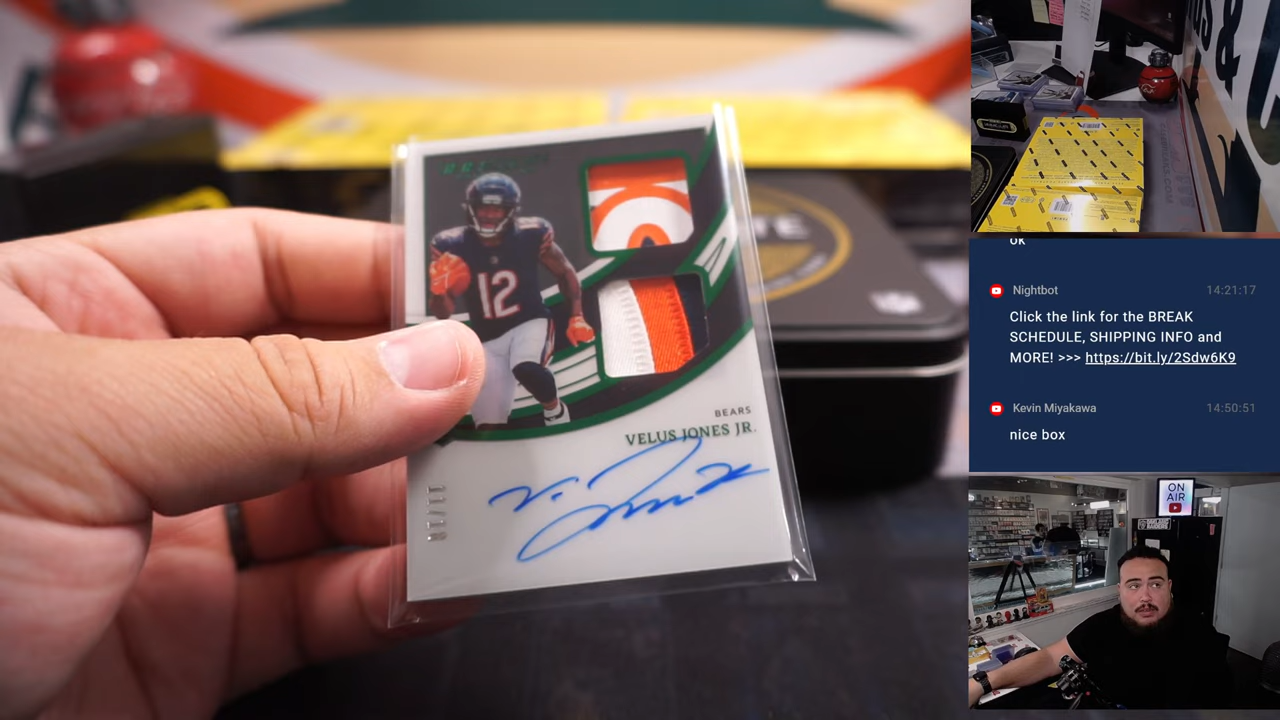 12
BEARS
VELUS JONES JR.
&
ok
Nightbot 14:21:17
Click the link for the BREAK
SCHEDULE, SHIPPING INFO and
MORE! >>> https://bit.ly/2Sdw6K9
Kevin Miyakawa 14:50:51
nice box
ON
AIR